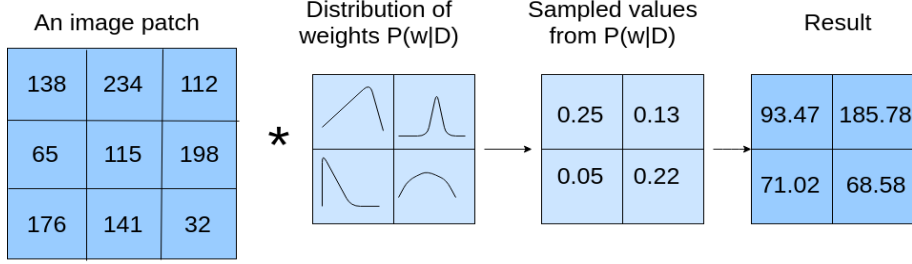 An image patch
Distribution of
weights P(w|D)
Sampled values
from P(w|D)
Result
138 234 112
65 115 198
176 141 32
*
0.25 0.13
0.05 0.22
93.47 185.78
71.02 68.58